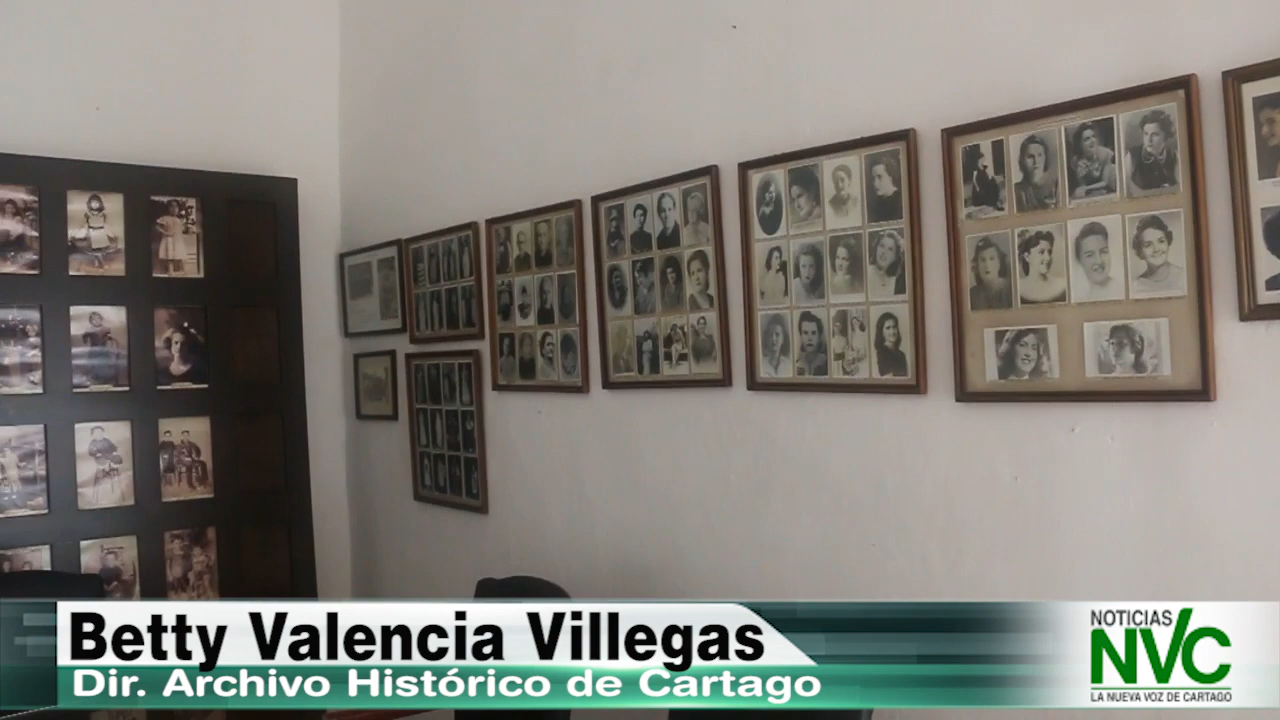 Betty Valencia Villegas
Dir. Archivo Histórico de Cartago
NOTICIAS
NVC
LA NUEVA VOZ DE CARTAGO